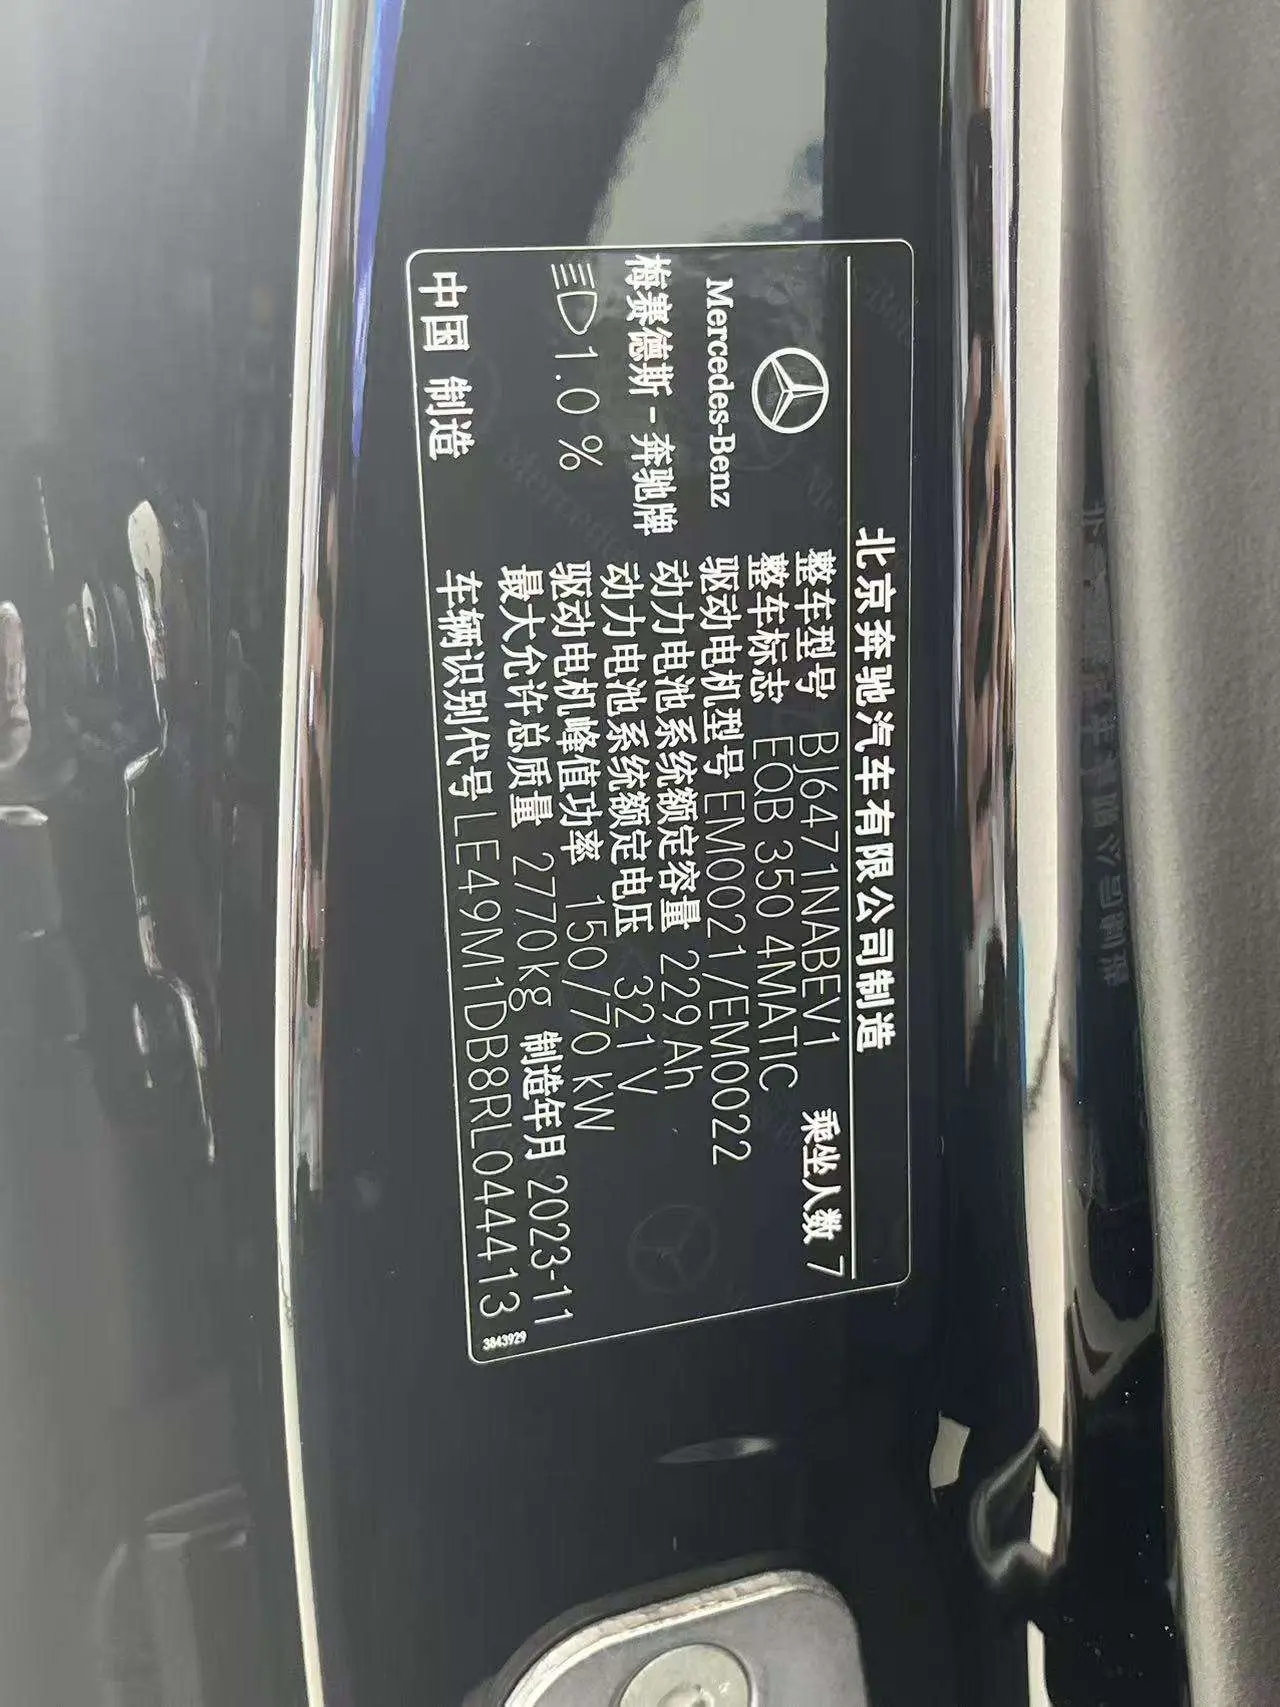 北京奔驰汽车有限公司制造
整车型号 BJ6471NABEV1 乘坐人数 7
整车标志 EQB 350 4MATIC
驱动电机型号 EM0021/EM0022
动力电池系统额定容量 229 Ah
动力电池系统额定电压 321 V
驱动电机峰值功率 150/70 kW
最大允许总质量 2770kg 制造年月 2023-11
车辆识别代号 LE49M1DB8RL044413
3843929
Mercedes-Benz
梅赛德斯-奔驰牌
1.0%
中国 制造